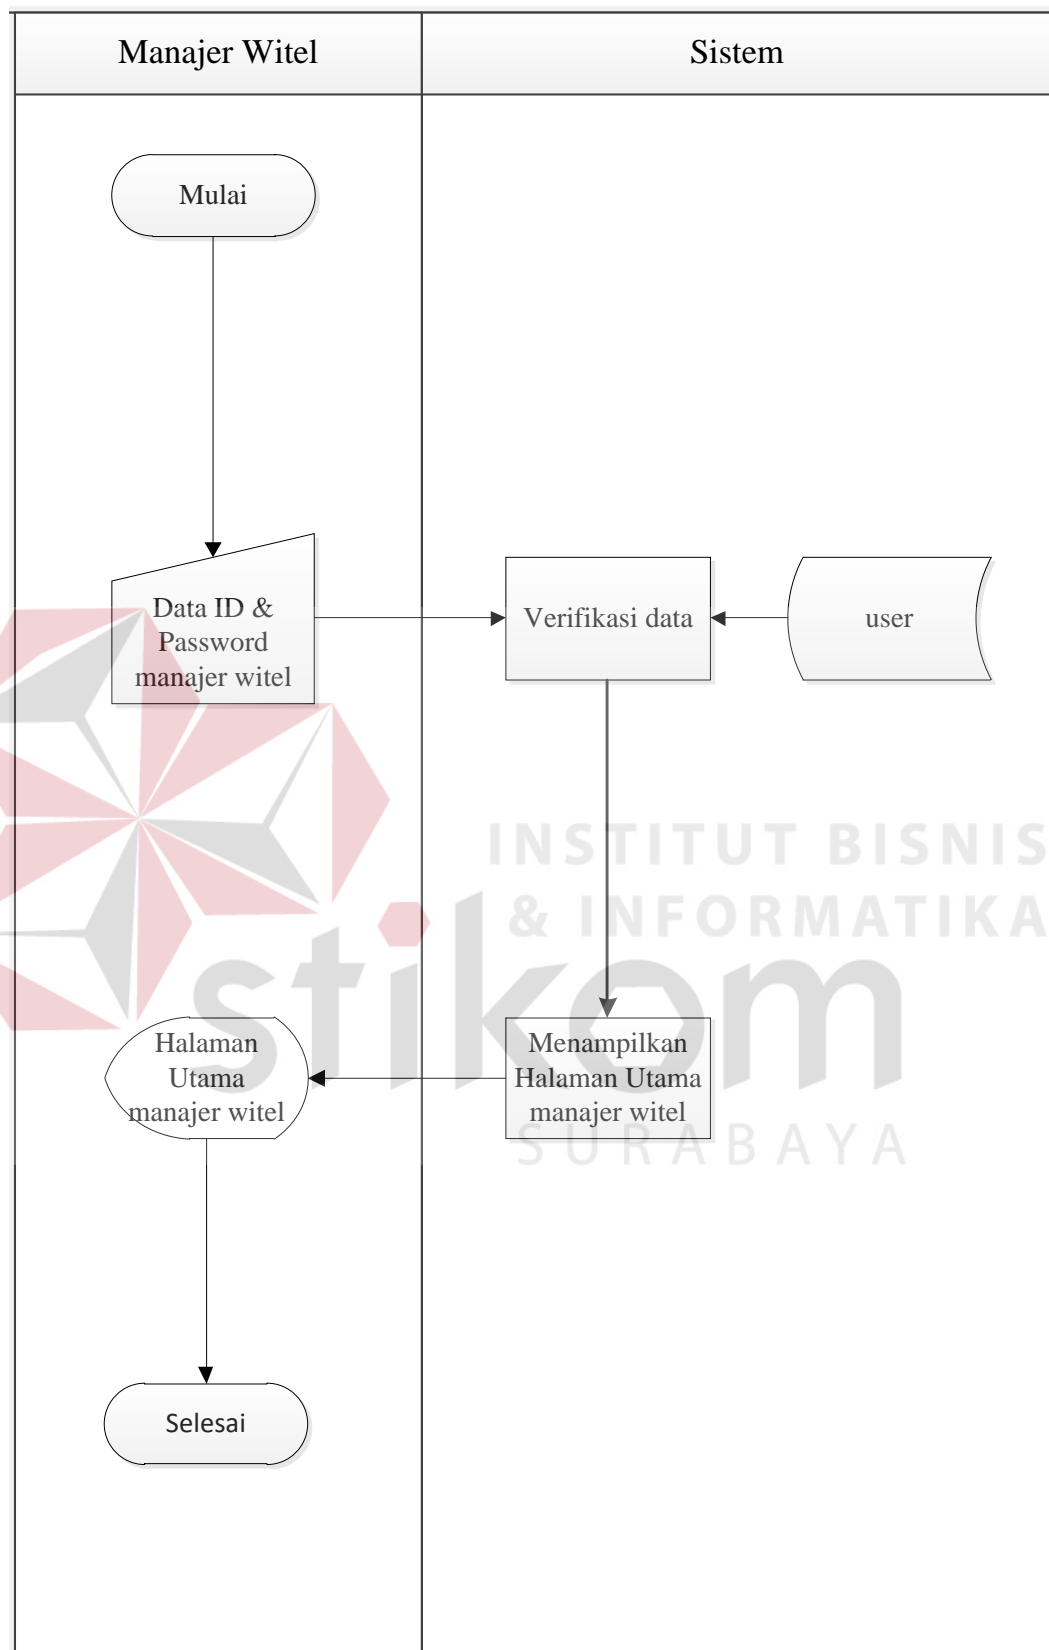 Manajer Witel
Sistem
Mulai
Data ID &
Password
manajer witel
Verifikasi data
user
INSTITUT BISNIS
& INFORMATIKA
stikom
SURABAYA
Halaman
Utama
manajer witel
Menampilkan
Halaman Utama
manajer witel
Selesai